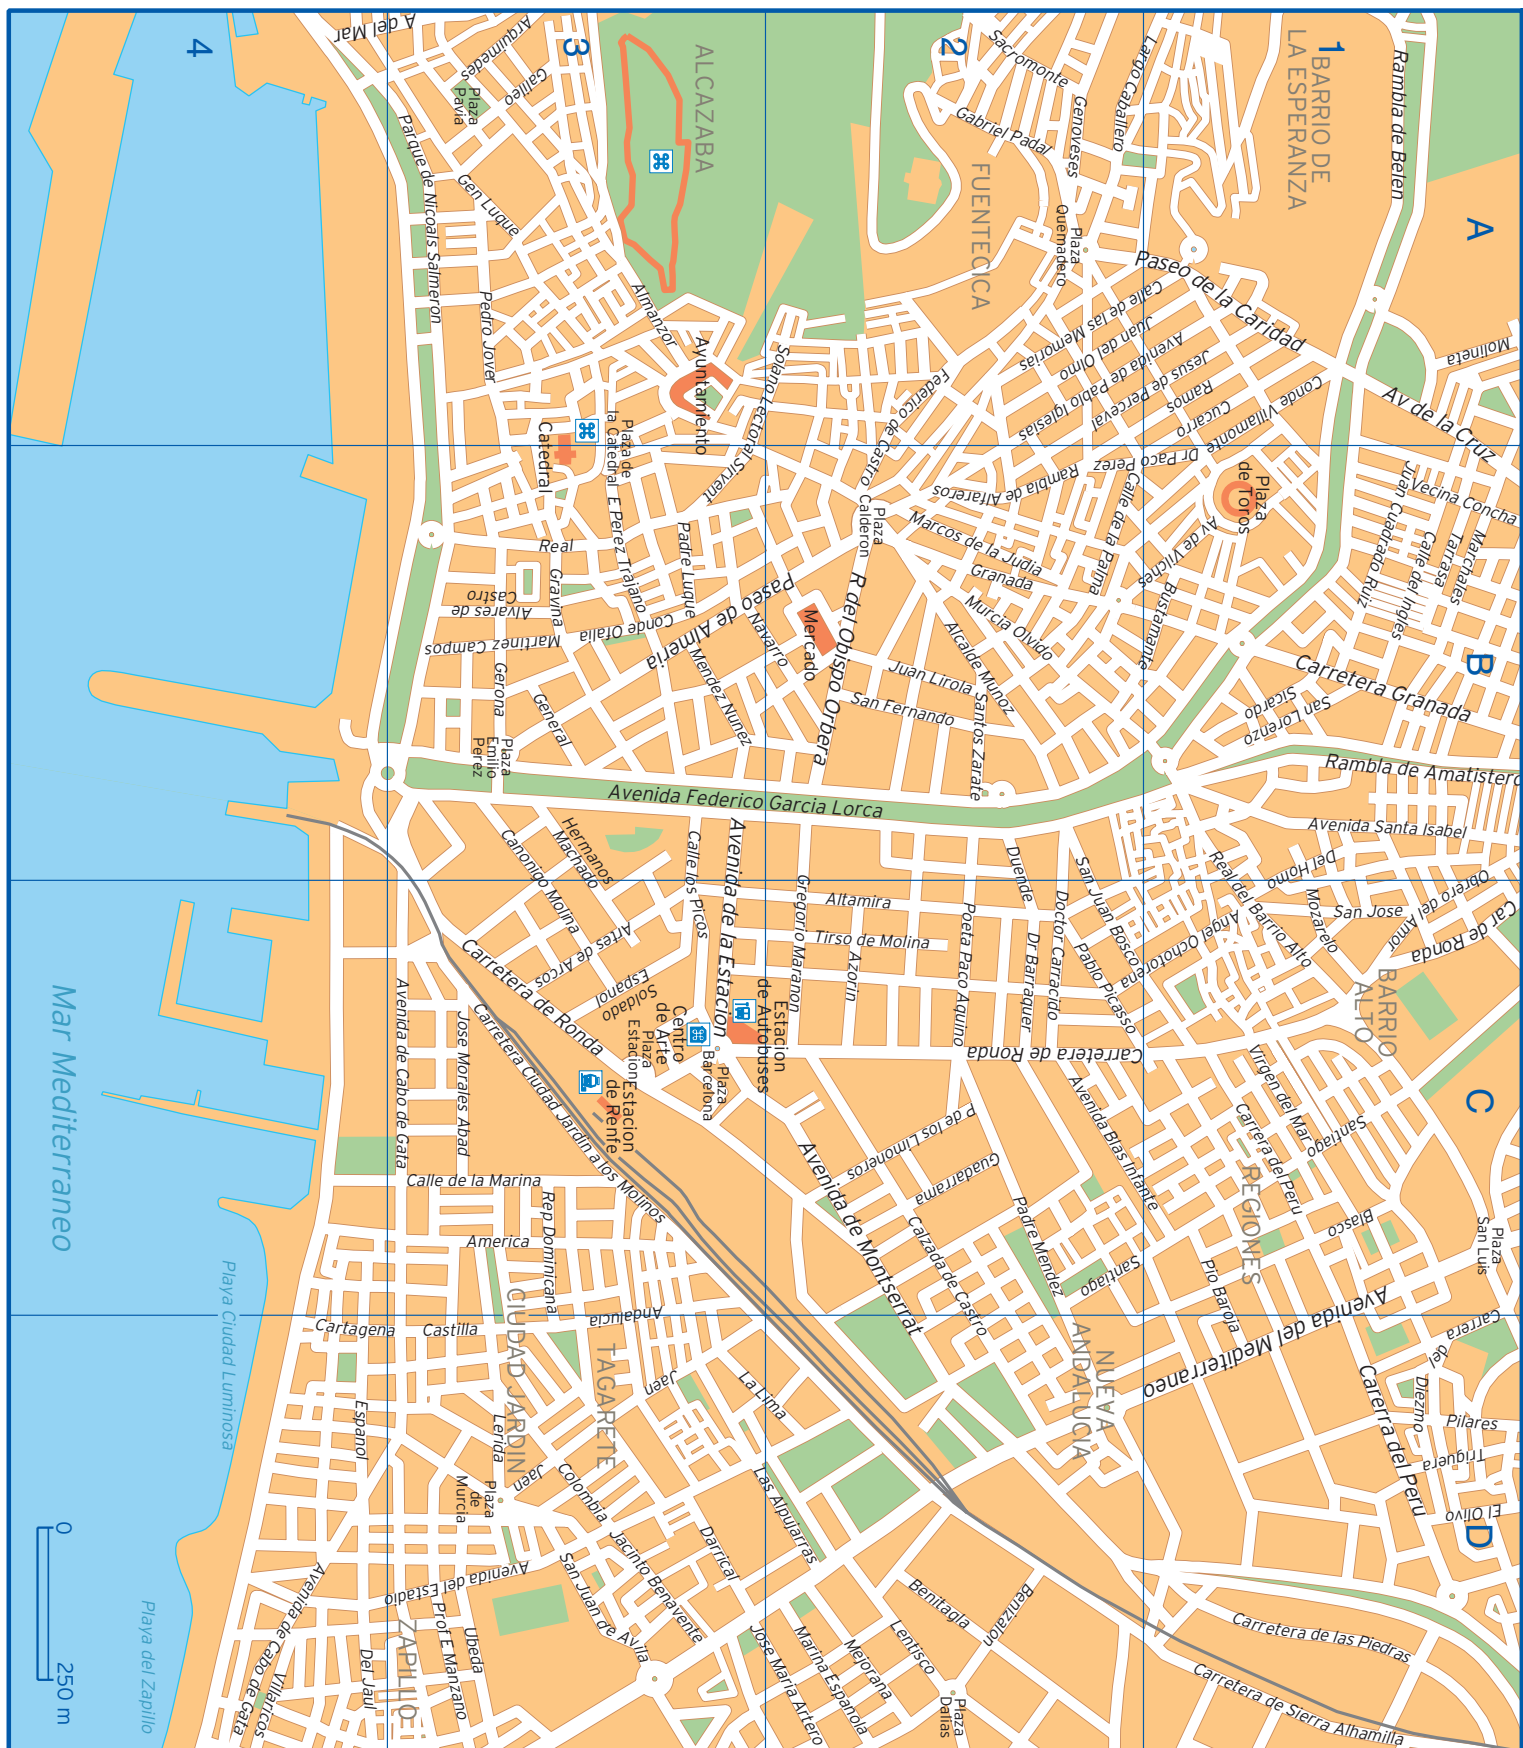 A
B
C
D
1
2
3
4
BARRIO DE
LA ESPERANZA
Rambla de Belen
Largo Caballero
Sacromonte
Genoveses
Gabriel Padal
FUENTECICA
Plaza
Quemadero
Paseo de la Caridad
Molineta
Av de la Cruz
Calle de las Memorias
Juan del Olmo
Avenida de Pablo Iglesias
Jesus de Perceval
Ramos
Cucarro
Conde Villamonte
Federico de Castro
ALCAZABA
Almanzor
Ayuntamiento
Solano Lectoral Sirvent
A del Mar
Arquimedes
Galileo
Plaza
Pavia
Gen Luque
Parque de Nicoals Salmeron
Pedro Jover
Plaza de
la Catedral
Catedral
Vecina Concha
Juan Cuadrado Ruiz
Calle del Ingles
Tarrasa
Marchales
Plaza
de Toros
Dr Paco Perez
Rambla de Alfareros
Calle de la Palma
Av de Vilches
Bustamante
Marcos de la Judia
Granada
Murcia Olvido
Alcalde Muñoz
Plaza
Calderon
R del Obispo Orbera
Mercado
Juan Lirola
San Fernando
Santos Zarate
Carretera Granada
San Lorenzo
Sicardo
Rambla de Amatistero
Avenida Santa Isabel
Del Homo
Real
E Perez Trajano
Padre Luque
Paseo de Almeria
Navarro
Mendez Nunez
Conde Ofalia
Gravina
Alvares de
Castro
Martinez Campos
Gerona
General
Plaza
Emilio
Perez
Avenida Federico Garcia Lorca
Hermanos
Machado
Canonigo Molina
Calle los Picos
Avenida de la Estacion
Gregorio Maranon
Altamira
Tirso de Molina
Azorin
Poeta Pao Aquino
Duende
Doctor Carracido
Dr Barraquer
San Juan Bosco
Pablo Picasso
Angel Ochotorena
Real del Barrio Alto
Mozarelo
San Jose
Obrero del Amor
Car de Ronda
BARRIO
ALTO
Artes de Arcos
Espanol
Soldado
Carretera de Ronda
Centro
de Arte
Plaza
Estacion
Estacion
de Autobuses
Plaza
Barcelona
Estacion
de Renfe
Carretera Ciudad Jardin a los Molinos
Jose Morales Abad
Avenida de Cabo de Gata
Calle de la Marina
Rep Dominicana
America
Carretera de Ronda
Avenida Blas Infante
P de los Limoneros
Guadarrama
Avenida de Montserrat
Calzada de Castro
Padre Mendez
Santiago
Virgen del Mar
Carrera del Peru
Santiago
REGIONES
Blasco
Pio Baroja
Plaza
San Luis
Avenida del Mediterraneo
Carrera
del
Diezmo
Pilares
Triguera
El Olivo
Carerra del Peru
NUEVA
ANDALUCIA
Andalucia
CIUDAD JARDIN
TAGARETE
Cartagena
Castilla
Jaen
La Lima
Espanol
Lerida
Plaza
de
Murcia
Jaen
Colombia
Jacinto Benavente
Darrical
Las Alpujarras
San Juan de Avila
Avenida del Estadio
Avenida de Cabo de Gata
Villaricos
ZAPILLO
Prof E Manzano
Ubeda
Del Jaul
Jose Maria Artero
Marina Espanola
Mejorana
Lentisco
Benitagla
Benizalon
Plaza
Dalias
Carretera de las Piedras
Carretera de Sierra Alhamilla
Mar Mediterraneo
Playa Ciudad Luminosa
Playa del Zapillo
0
250 m